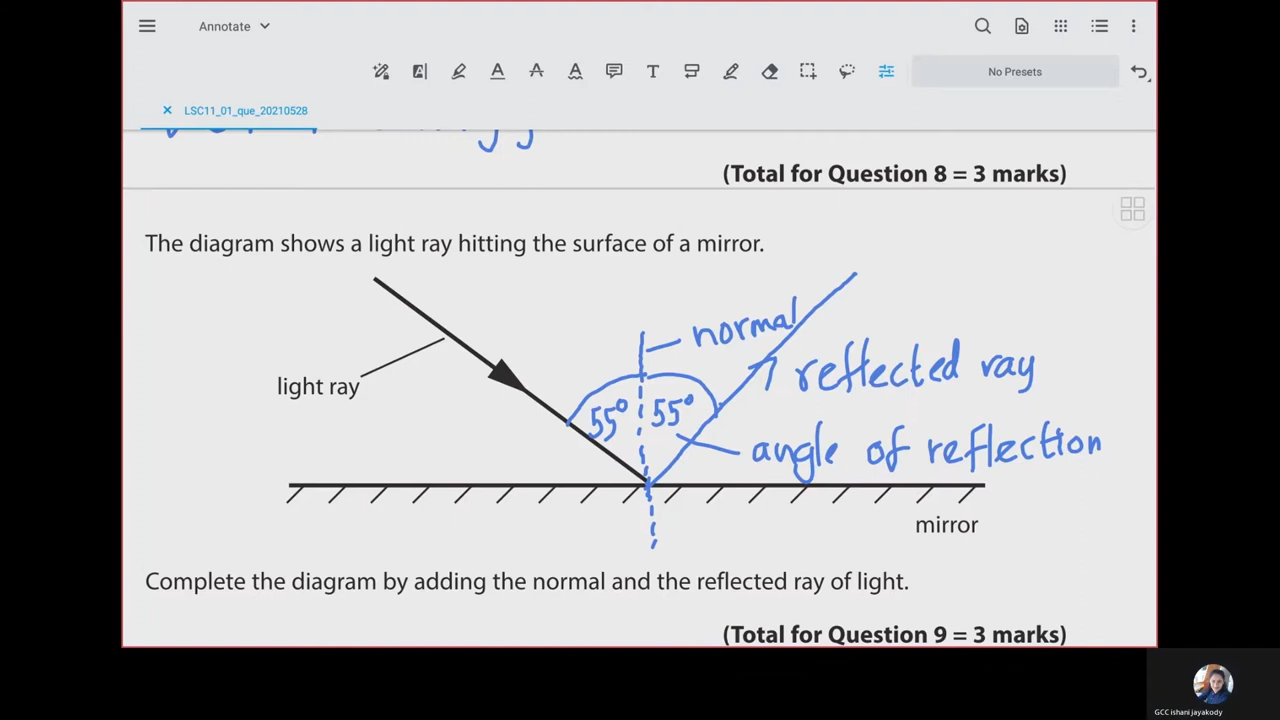 Annotate
No Presets
LSC11_01_que_20210528
(Total for Question 8 = 3 marks)
The diagram shows a light ray hitting the surface of a mirror.
normal
light ray
reflected ray
55° 55°
angle of reflection
mirror
Complete the diagram by adding the normal and the reflected ray of light.
(Total for Question 9 = 3 marks)
GCC ishani jayakody